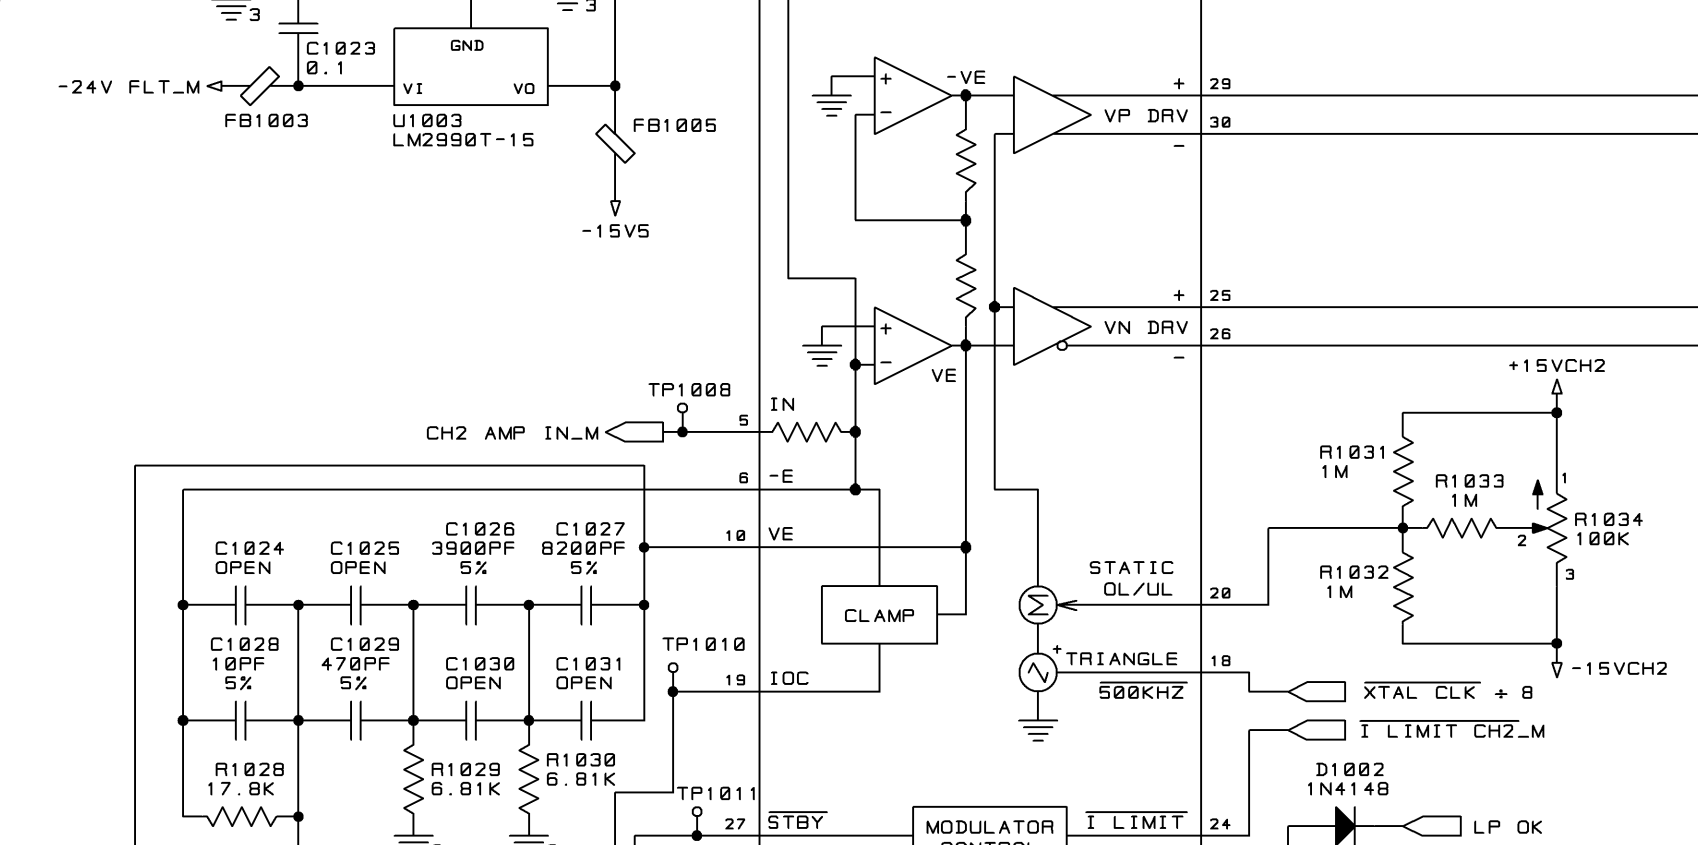 3
3
C1023
0.1
GND
VI
VO
-24V FLT_M
FB1003
U1003
LM2990T-15
FB1005
-15V5
+
-
-VE
+
VP DRV
-
29
30
+
-
VE
+
VN DRV
-
25
26
TP1008
CH2 AMP IN_M
5
IN
6
-E
10
VE
+15VCH2
R1031
1M
R1033
1M
1
2
R1034
100K
R1032
1M
3
-15VCH2
C1024
OPEN
C1025
OPEN
C1026
3900PF
5%
C1027
8200PF
5%
C1028
10PF
5%
C1029
470PF
5%
C1030
OPEN
C1031
OPEN
CLAMP
STATIC
OL/UL
20
Σ
+
TRIANGLE
18
500KHZ
XTAL CLK ÷ 8
TP1010
19
IOC
I LIMIT CH2_M
R1028
17.8K
R1029
6.81K
R1030
6.81K
TP1011
27
STBY
MODULATOR
CONTROL
I LIMIT
24
D1002
1N4148
LP OK